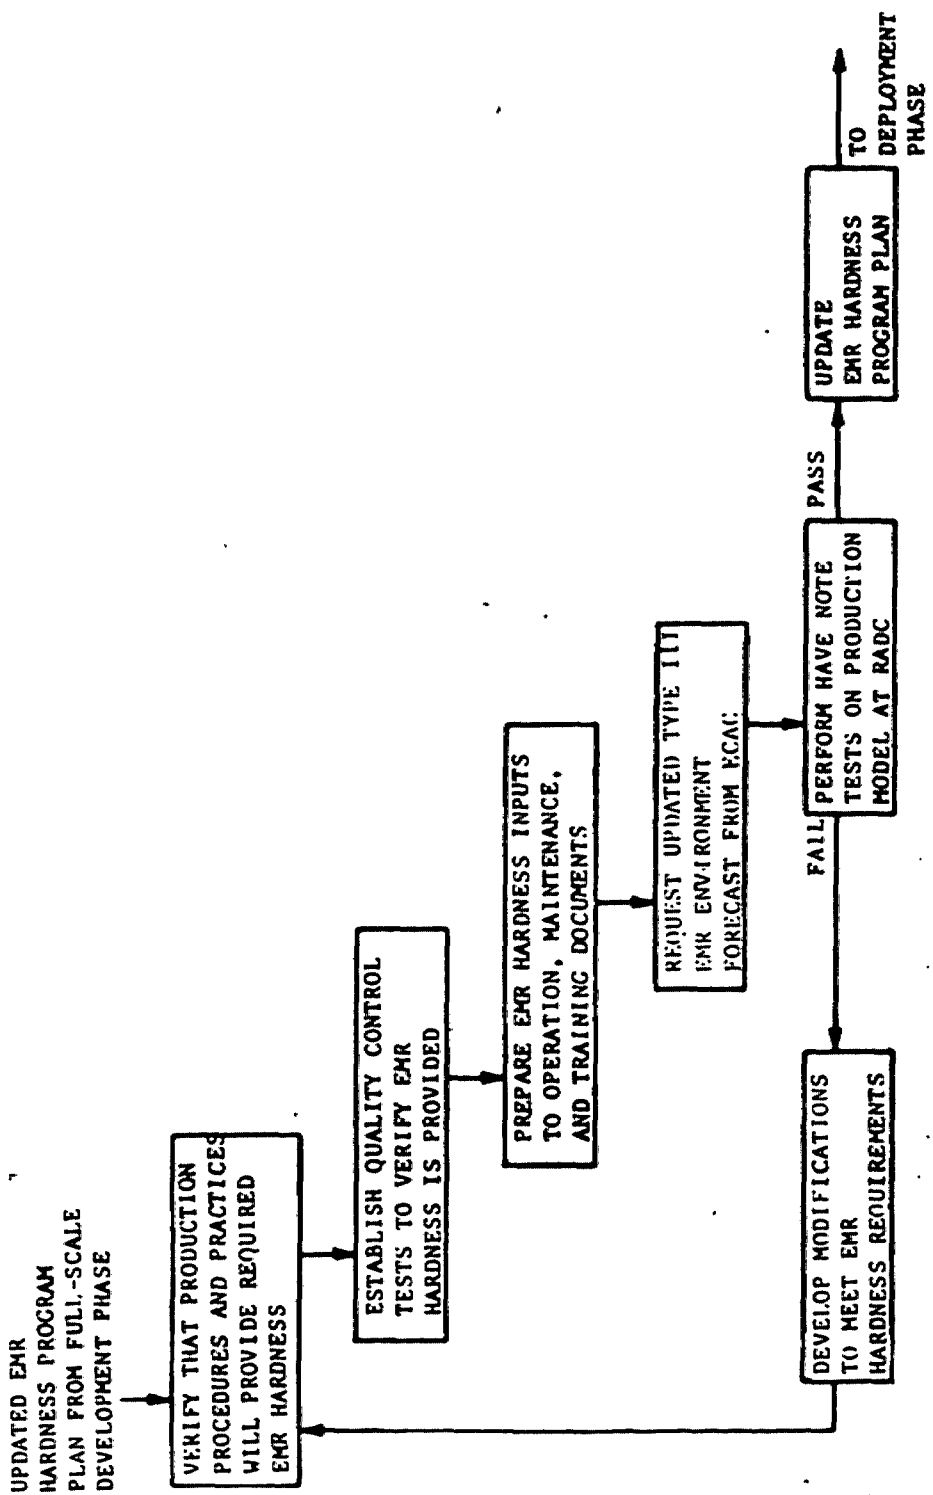 UPDATED EMR
HARDNESS PROGRAM
PLAN FROM FULL-SCALE
DEVELOPMENT PHASE
VERIFY THAT PRODUCTION
PROCEDURES AND PRACTICES
WILL PROVIDE REQUIRED
EMR HARDNESS
ESTABLISH QUALITY CONTROL
TESTS TO VERIFY EMR
HARDNESS IS PROVIDED
PREPARE EMR HARDNESS INPUTS
TO OPERATION, MAINTENANCE,
AND TRAINING DOCUMENTS
REQUEST UPDATED TYPE III
EMR ENVIRONMENT
FORECAST FROM ECAC
FAIL
PERFORM HAVE NOTE
TESTS ON PRODUCTION
MODEL AT RADC
PASS
DEVELOP MODIFICATIONS
TO MEET EMR
HARDNESS REQUIREMENTS
UPDATE
EMR HARDNESS
PROGRAM PLAN
TO
DEPLOYMENT
PHASE